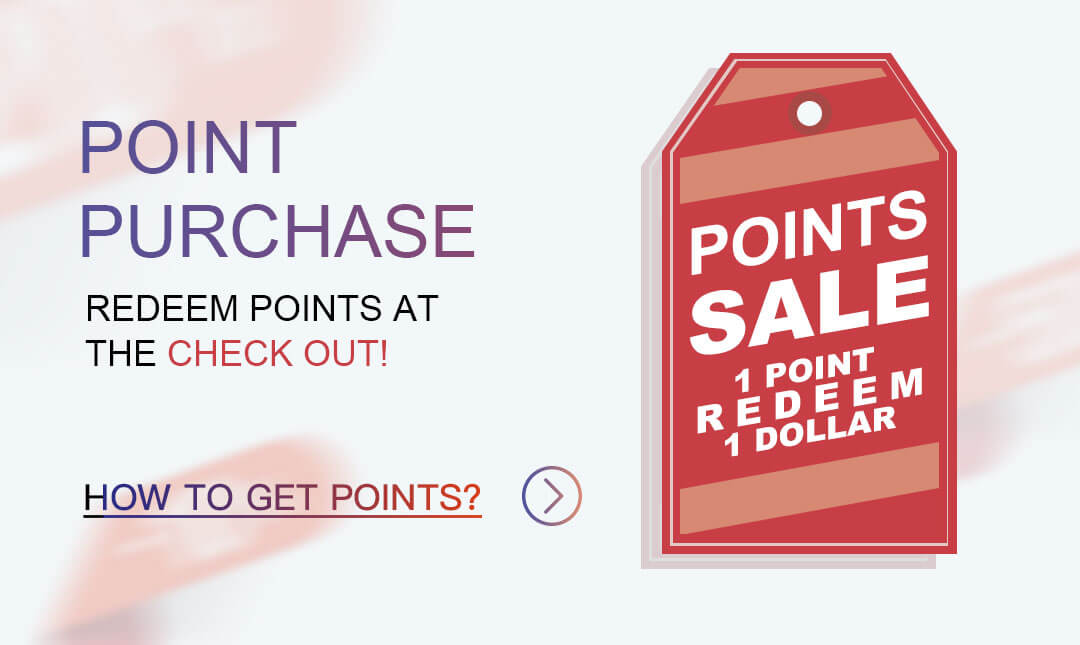 POINT
PURCHASE
REDEEM POINTS AT
THE CHECK OUT!
HOW TO GET POINTS?
POINTS
SALE
1 POINT
REDEEM
1 DOLLAR